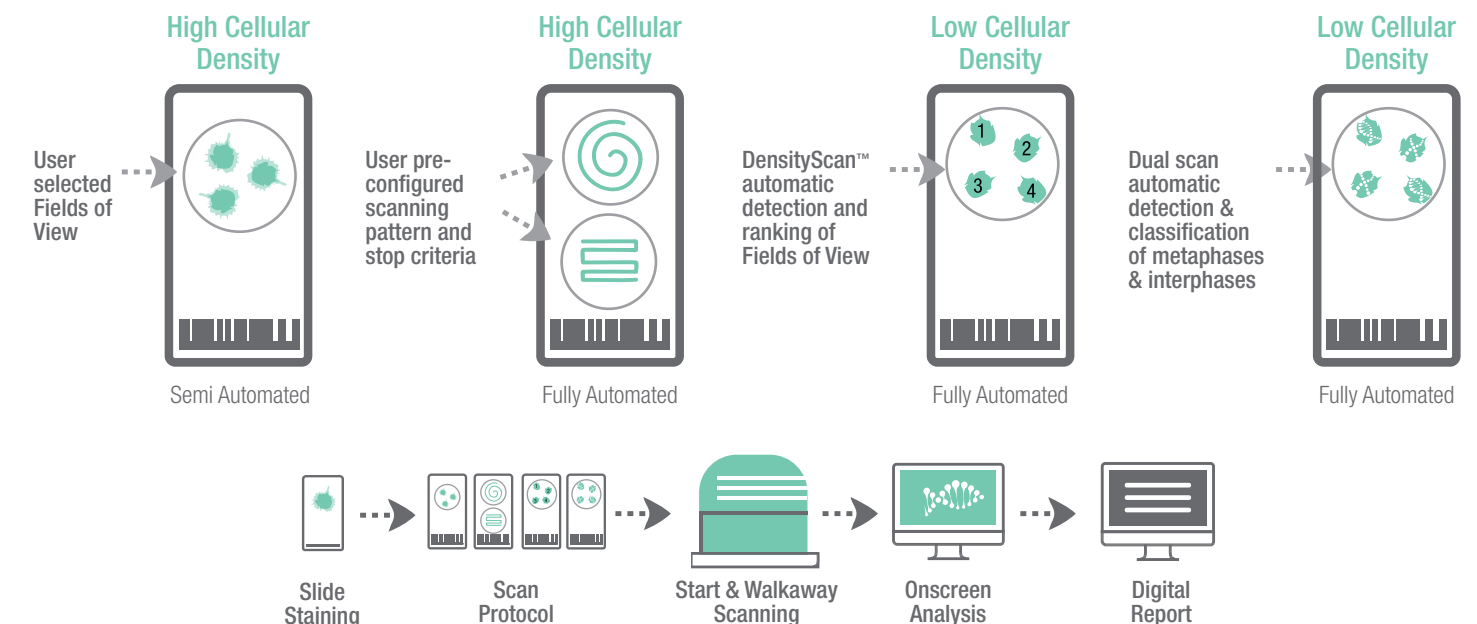 High Cellular
Density
High Cellular
Density
Low Cellular
Density
Low Cellular
Density
User
selected
Fields of
View
User pre-
configured
scanning
pattern and
stop criteria
1
2
3
4
DensityScan™
automatic
detection and
ranking of
Fields of View
Dual scan
automatic
detection &
classification
of metaphases
& interphases
Semi Automated
Fully Automated
Fully Automated
Fully Automated
Slide
Staining
Scan
Protocol
Start & Walkaway
Scanning
Onscreen
Analysis
Digital
Report